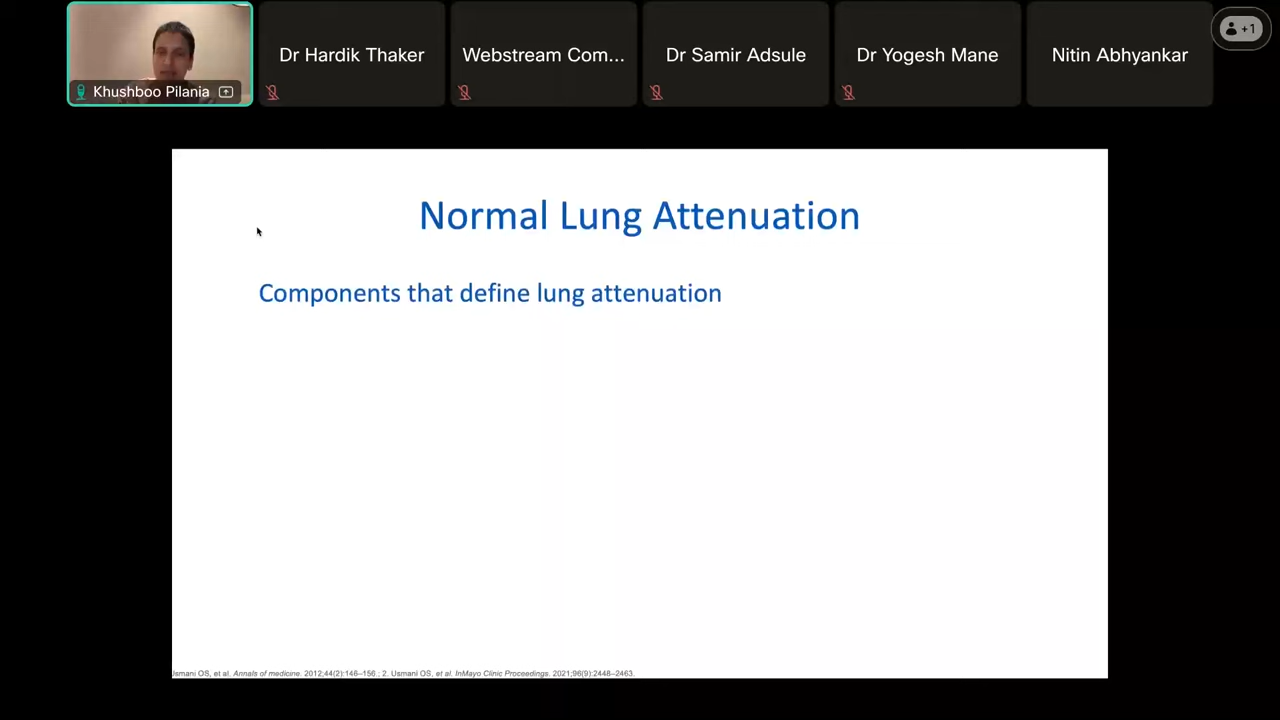 Dr Hardik Thaker
Webstream Com...
Dr Samir Adsule
Dr Yogesh Mane
Nitin Abhyankar
+1
Khushboo Pilania
Normal Lung Attenuation
Components that define lung attenuation
Usmani OS, et al. Annals of medicine. 2012;44(2):146–156.; 2. Usmani OS, et al. InMayo Clinic Proceedings. 2021;96(9):2448–2463.